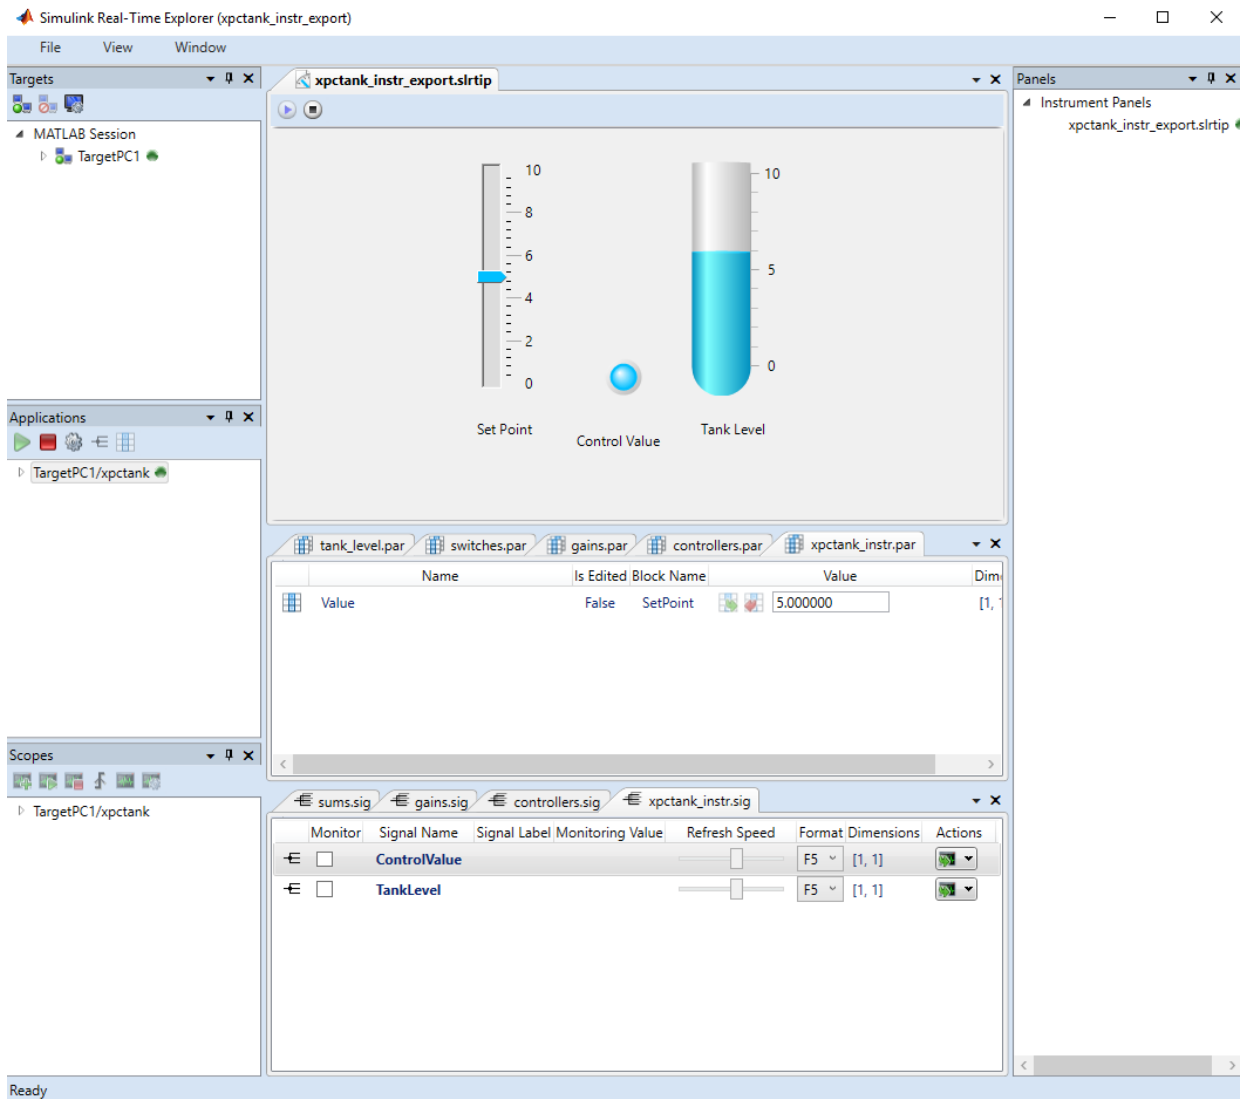 Simulink Real-Time Explorer (xpctank_instr_export)
File View Window
Targets
MATLAB Session
TargetPC1
Applications
TargetPC1/xpctank
Scopes
TargetPC1/xpctank
xpctank_instr_export.slrtip
10
8
6
4
2
0
Set Point
Control Value
10
5
0
Tank Level
tank_level.par switches.par gains.par controllers.par xpctank_instr.par
Name Is Edited Block Name Value
Value False SetPoint 5.000000 [1,
sums.sig gains.sig controllers.sig xpctank_instr.sig
Monitor Signal Name Signal Label Monitoring Value Refresh Speed Format Dimensions Actions
ControlValue F5 [1, 1]
TankLevel F5 [1, 1]
Panels
Instrument Panels
xpctank_instr_export.slrtip
Ready